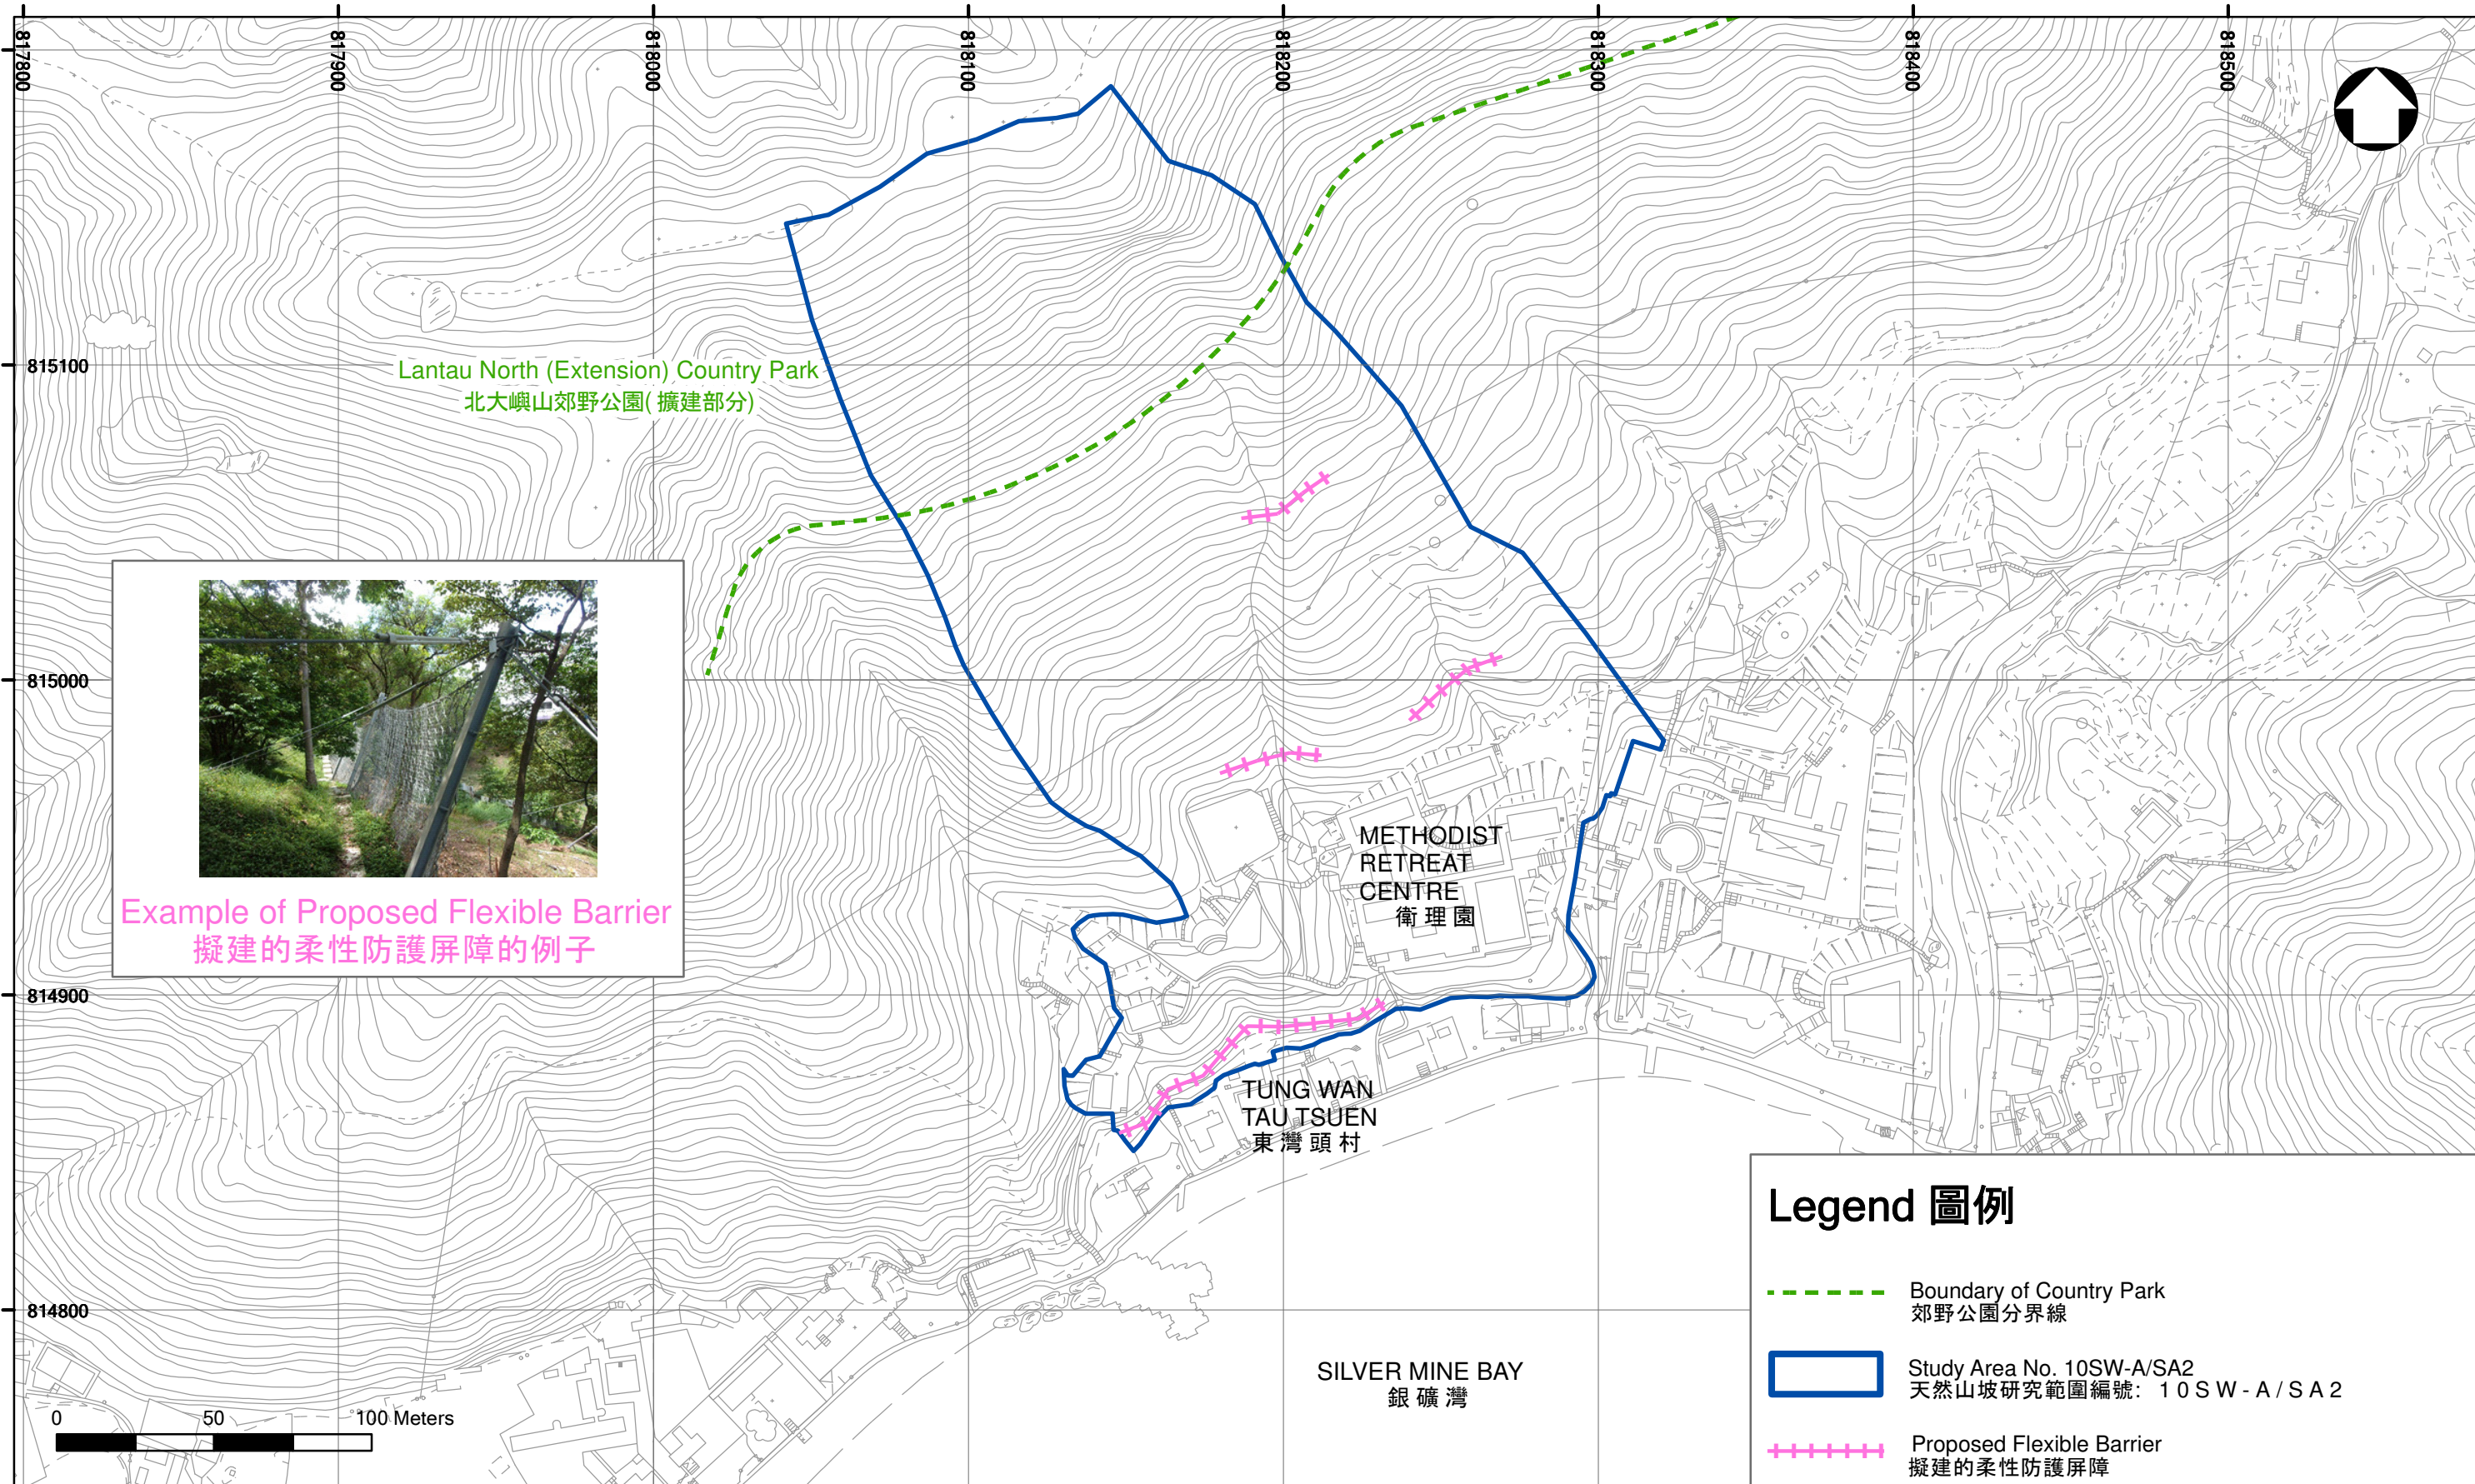 817800
817900
818000
818100
818200
818300
818400
818500
815100
815000
814900
814800
Lantau North (Extension) Country Park
北大嶼山郊野公園(擴建部分)
Example of Proposed Flexible Barrier
擬建的柔性防護屏障的例子
METHODIST
RETREAT
CENTRE
衛理園
TUNG WAN
TAU TSUEN
東灣頭村
SILVER MINE BAY
銀礦灣
0 50 100 Meters
Legend 圖例
Boundary of Country Park
郊野公園分界線
Study Area No. 10SW-A/SA2
天然山坡研究範圍編號: 10SW-A/SA2
Proposed Flexible Barrier
擬建的柔性防護屏障